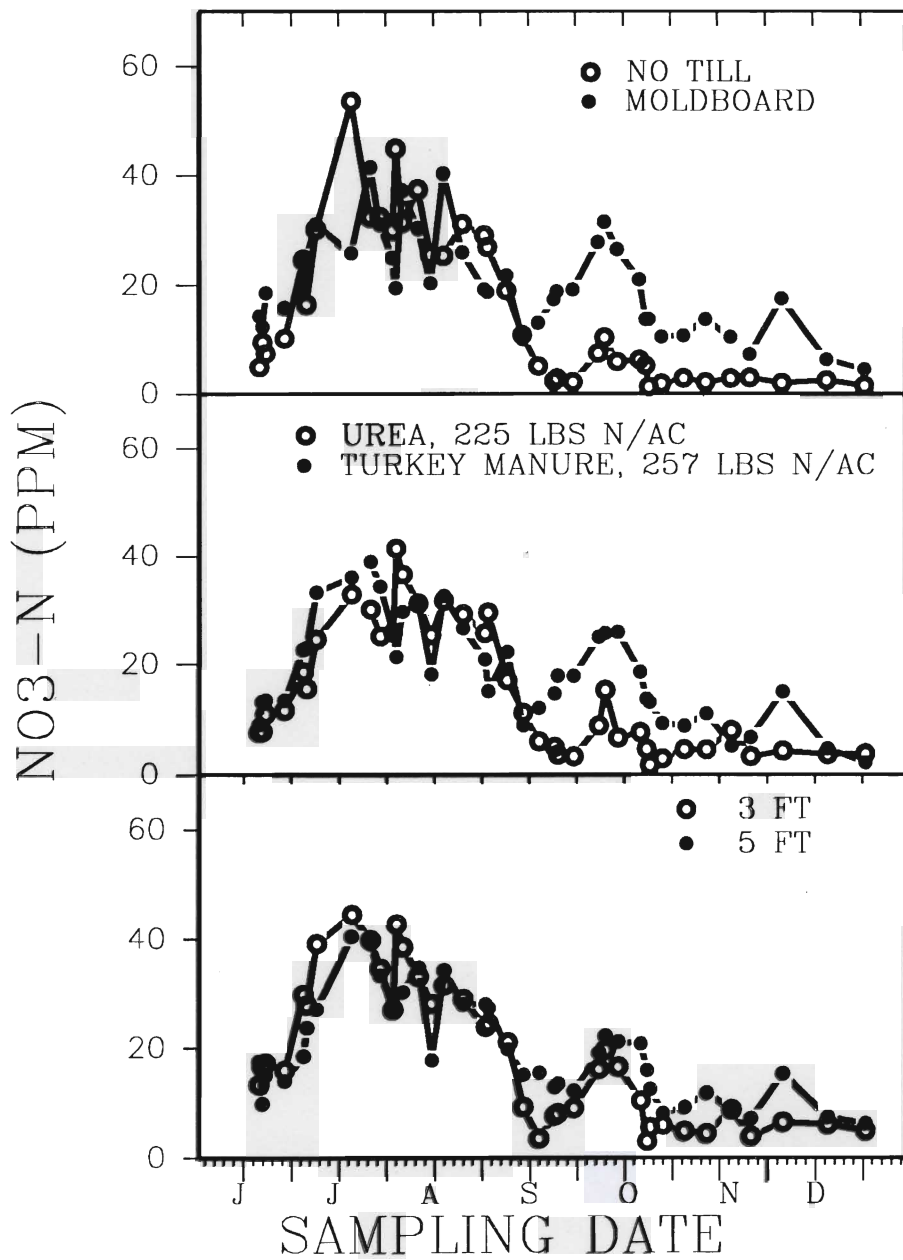 60
NO TILL
MOLDBOARD
40
20
0
UREA, 225 LBS N/AC
60
TURKEY MANURE, 257 LBS N/AC
40
20
0
NO3-N (PPM)
3 FT
60
5 FT
40
20
0
J J A S O N D
SAMPLING DATE